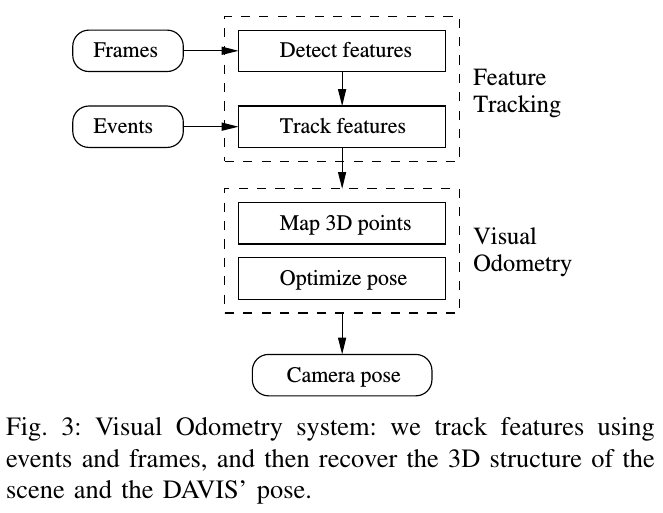 Frames
Detect features
Feature
Tracking
Events
Track features
Map 3D points
Visual
Odometry
Optimize pose
Camera pose
Fig. 3: Visual Odometry system: we track features using
events and frames, and then recover the 3D structure of the
scene and the DAVIS’ pose.